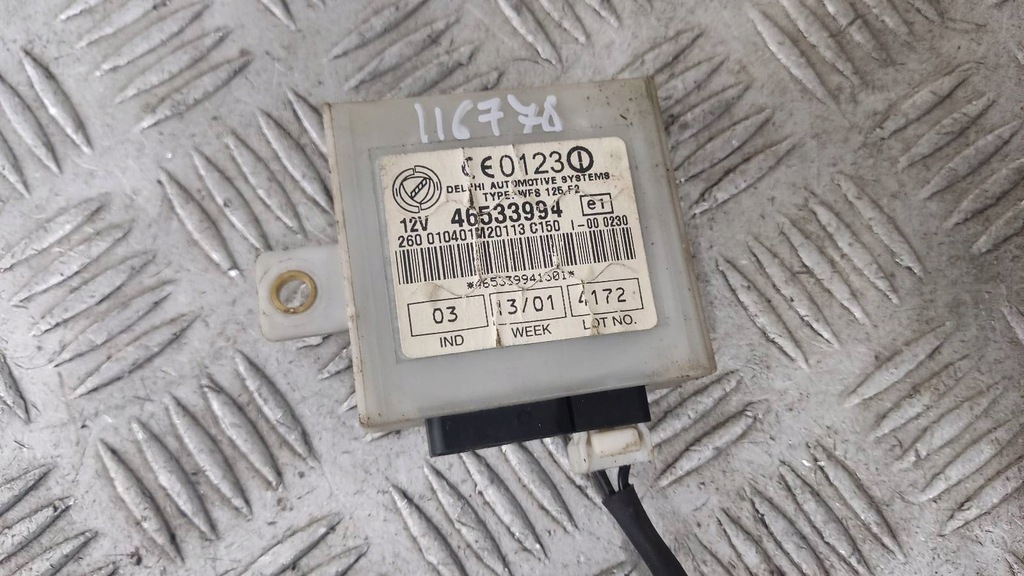 116778
CE0123
DELPHI AUTOMOTIVE SYSTEMS
TYPE: WFS 125.F2
12V 46533994 e1
260 010401M20113 C150 I-00 0230
*465339941301*
03 13/01 4172
IND WEEK LOT NO.